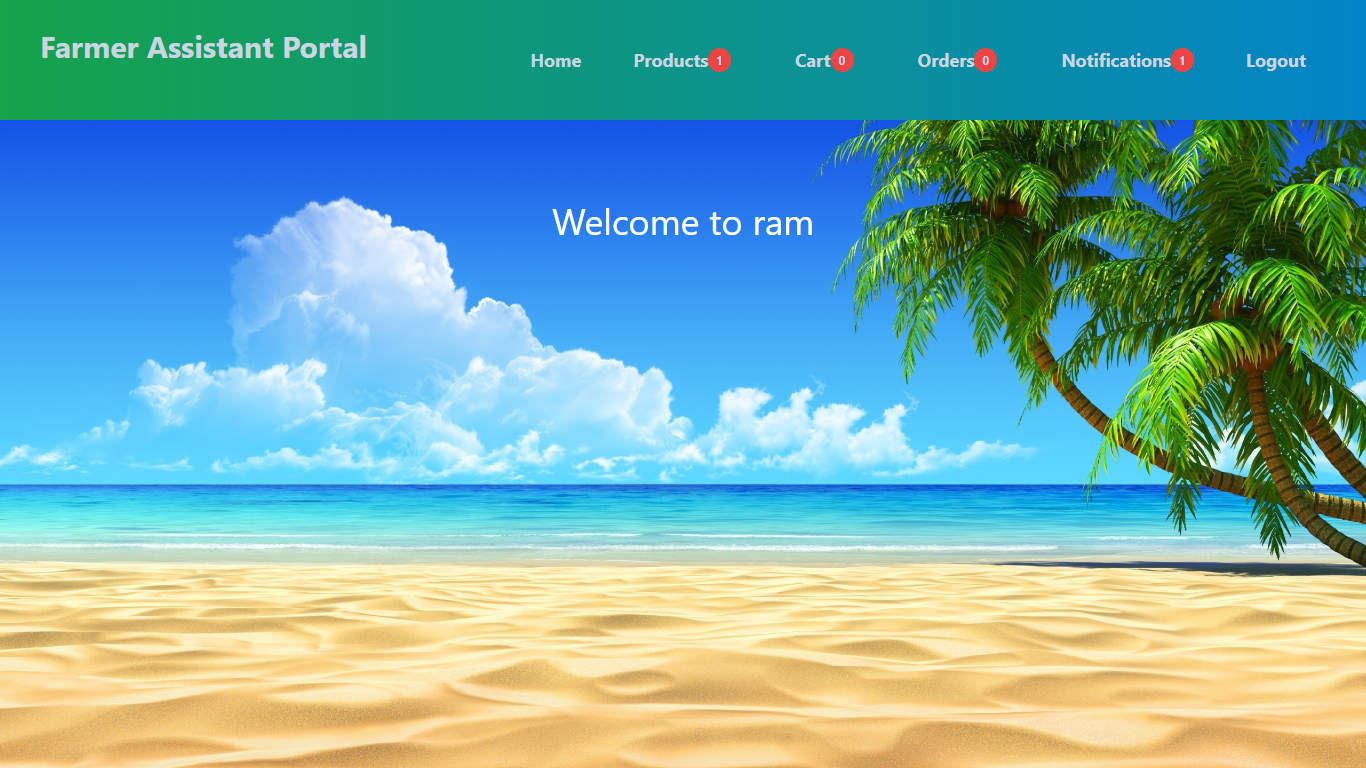 Farmer Assistant Portal
Home Products 1 Cart 0 Orders 0 Notifications 1 Logout
Welcome to ram